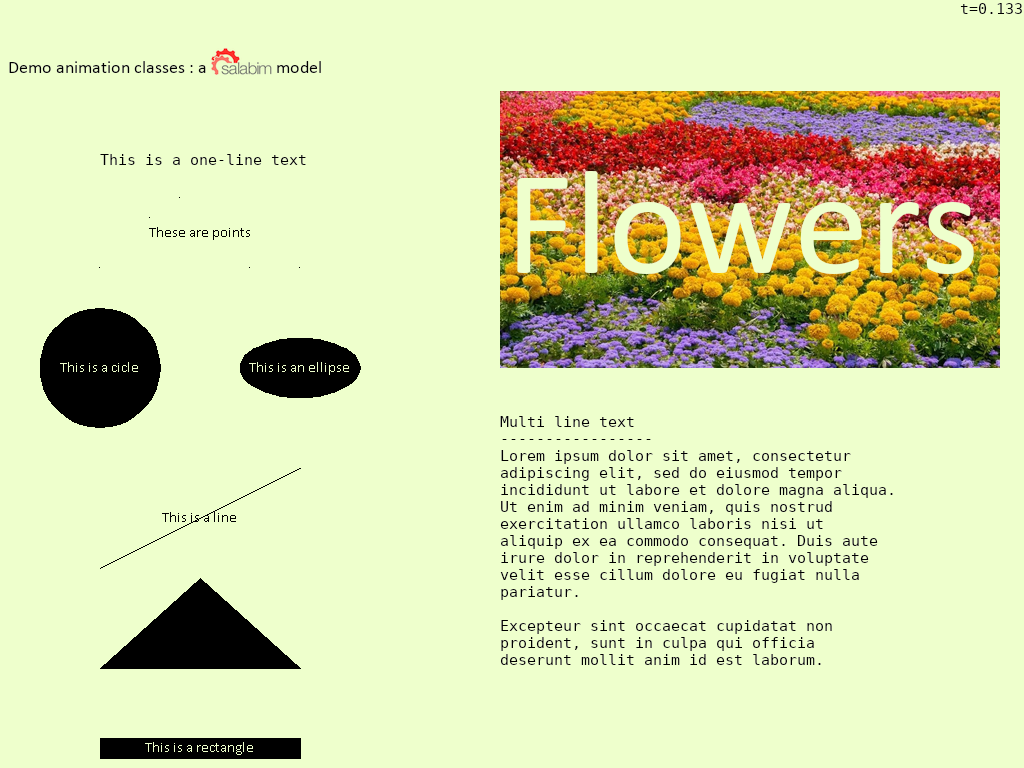 t=0.133
Demo animation classes : a salabim model
This is a one-line text
These are points
This is a cicle
This is an ellipse
This is a line
This is a rectangle
Flowers
Multi line text
-----------------
Lorem ipsum dolor sit amet, consectetur
adipiscing elit, sed do eiusmod tempor
incididunt ut labore et dolore magna aliqua.
Ut enim ad minim veniam, quis nostrud
exercitation ullamco laboris nisi ut
aliquip ex ea commodo consequat. Duis aute
irure dolor in reprehenderit in voluptate
velit esse cillum dolore eu fugiat nulla
pariatur.
Excepteur sint occaecat cupidatat non
proident, sunt in culpa qui officia
deserunt mollit anim id est laborum.